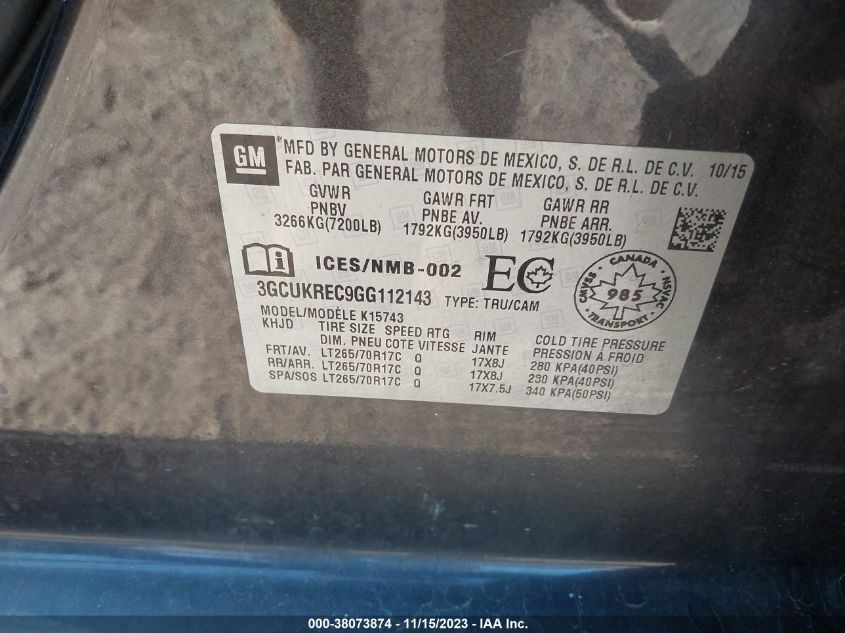 GM
*MFD BY GENERAL MOTORS DE MEXICO, S. DE R.L. DE C.V. 10/15
FAB. PAR GENERAL MOTORS DE MEXICO, S. DE R.L. DE C.V.
GVWR GAWR FRT GAWR RR
PNBV PNBE AV. PNBE ARR.
3266KG(7200LB) 1792KG(3950LB) 1792KG(3950LB)
i ICES/NMB-002 EC
CANADA
CMVSS 985 NSVAC
TRANSPORT
3GCUKREC9GG112143 TYPE: TRU/CAM
MODEL/MODÈLE K15743
KHJD TIRE SIZE SPEED RTG RIM COLD TIRE PRESSURE
DIM. PNEU COTE VITESSE JANTE PRESSION À FROID
FRT/AV. LT265/70R17C Q 17X8J 280 KPA(40PSI)
RR/ARR. LT265/70R17C Q 17X8J 230 KPA(40PSI)
SPA/SOS LT265/70R17C Q 17X7.5J 340 KPA(50PSI)
000-38073874 - 11/15/2023 - IAA Inc.